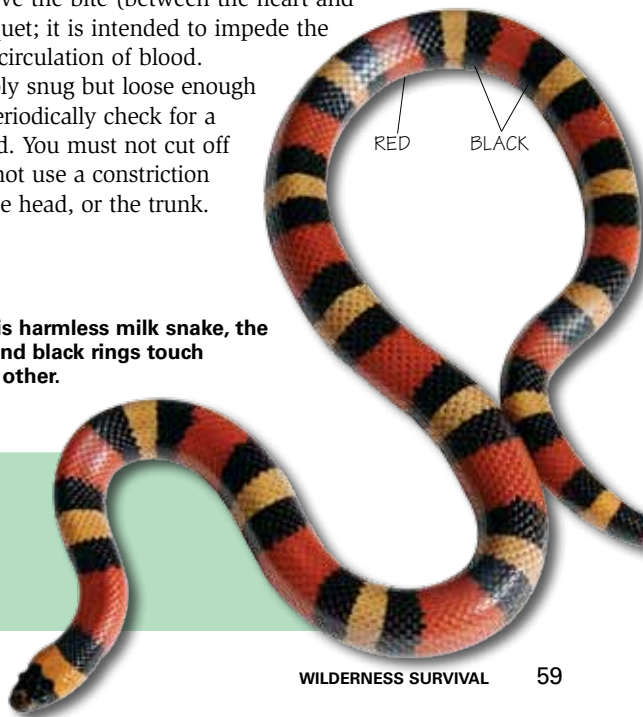 ve the bite (between the heart and
quet; it is intended to impede the
circulation of blood.
ly snug but loose enough
eriodically check for a
d. You must not cut off
not use a constriction
e head, or the trunk.
RED
BLACK
is harmless milk snake, the
nd black rings touch
other.
WILDERNESS SURVIVAL 59